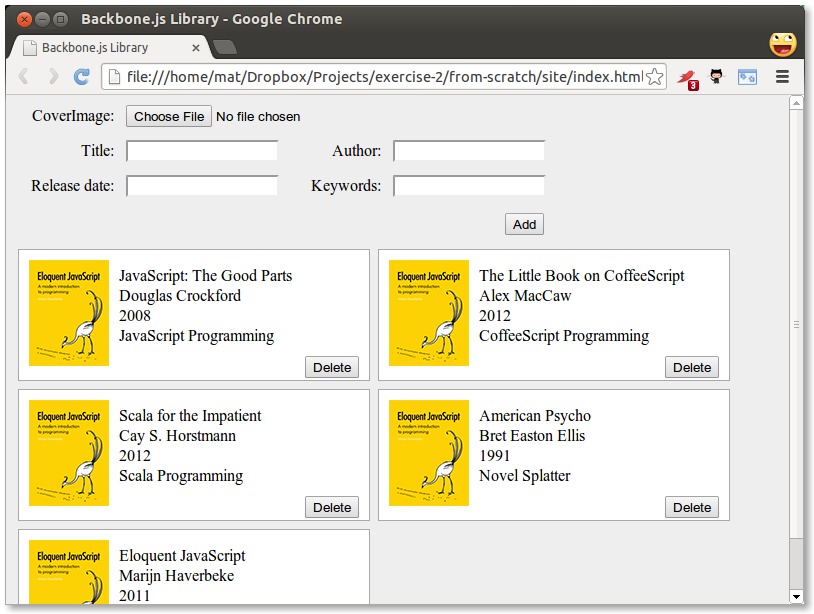 Backbone.js Library - Google Chrome
Backbone.js Library
file:///home/mat/Dropbox/Projects/exercise-2/from-scratch/site/index.html
3
CoverImage: Choose File No file chosen
Title: Author:
Release date: Keywords:
Add
Eloquent JavaScript
A modern introduction
to programming
JavaScript: The Good Parts
Douglas Crockford
2008
JavaScript Programming
Delete
Eloquent JavaScript
A modern introduction
to programming
The Little Book on CoffeeScript
Alex MacCaw
2012
CoffeeScript Programming
Delete
Eloquent JavaScript
A modern introduction
to programming
Scala for the Impatient
Cay S. Horstmann
2012
Scala Programming
Delete
Eloquent JavaScript
A modern introduction
to programming
American Psycho
Bret Easton Ellis
1991
Novel Splatter
Delete
Eloquent JavaScript
A modern introduction
to programming
Eloquent JavaScript
Marijn Haverbeke
2011